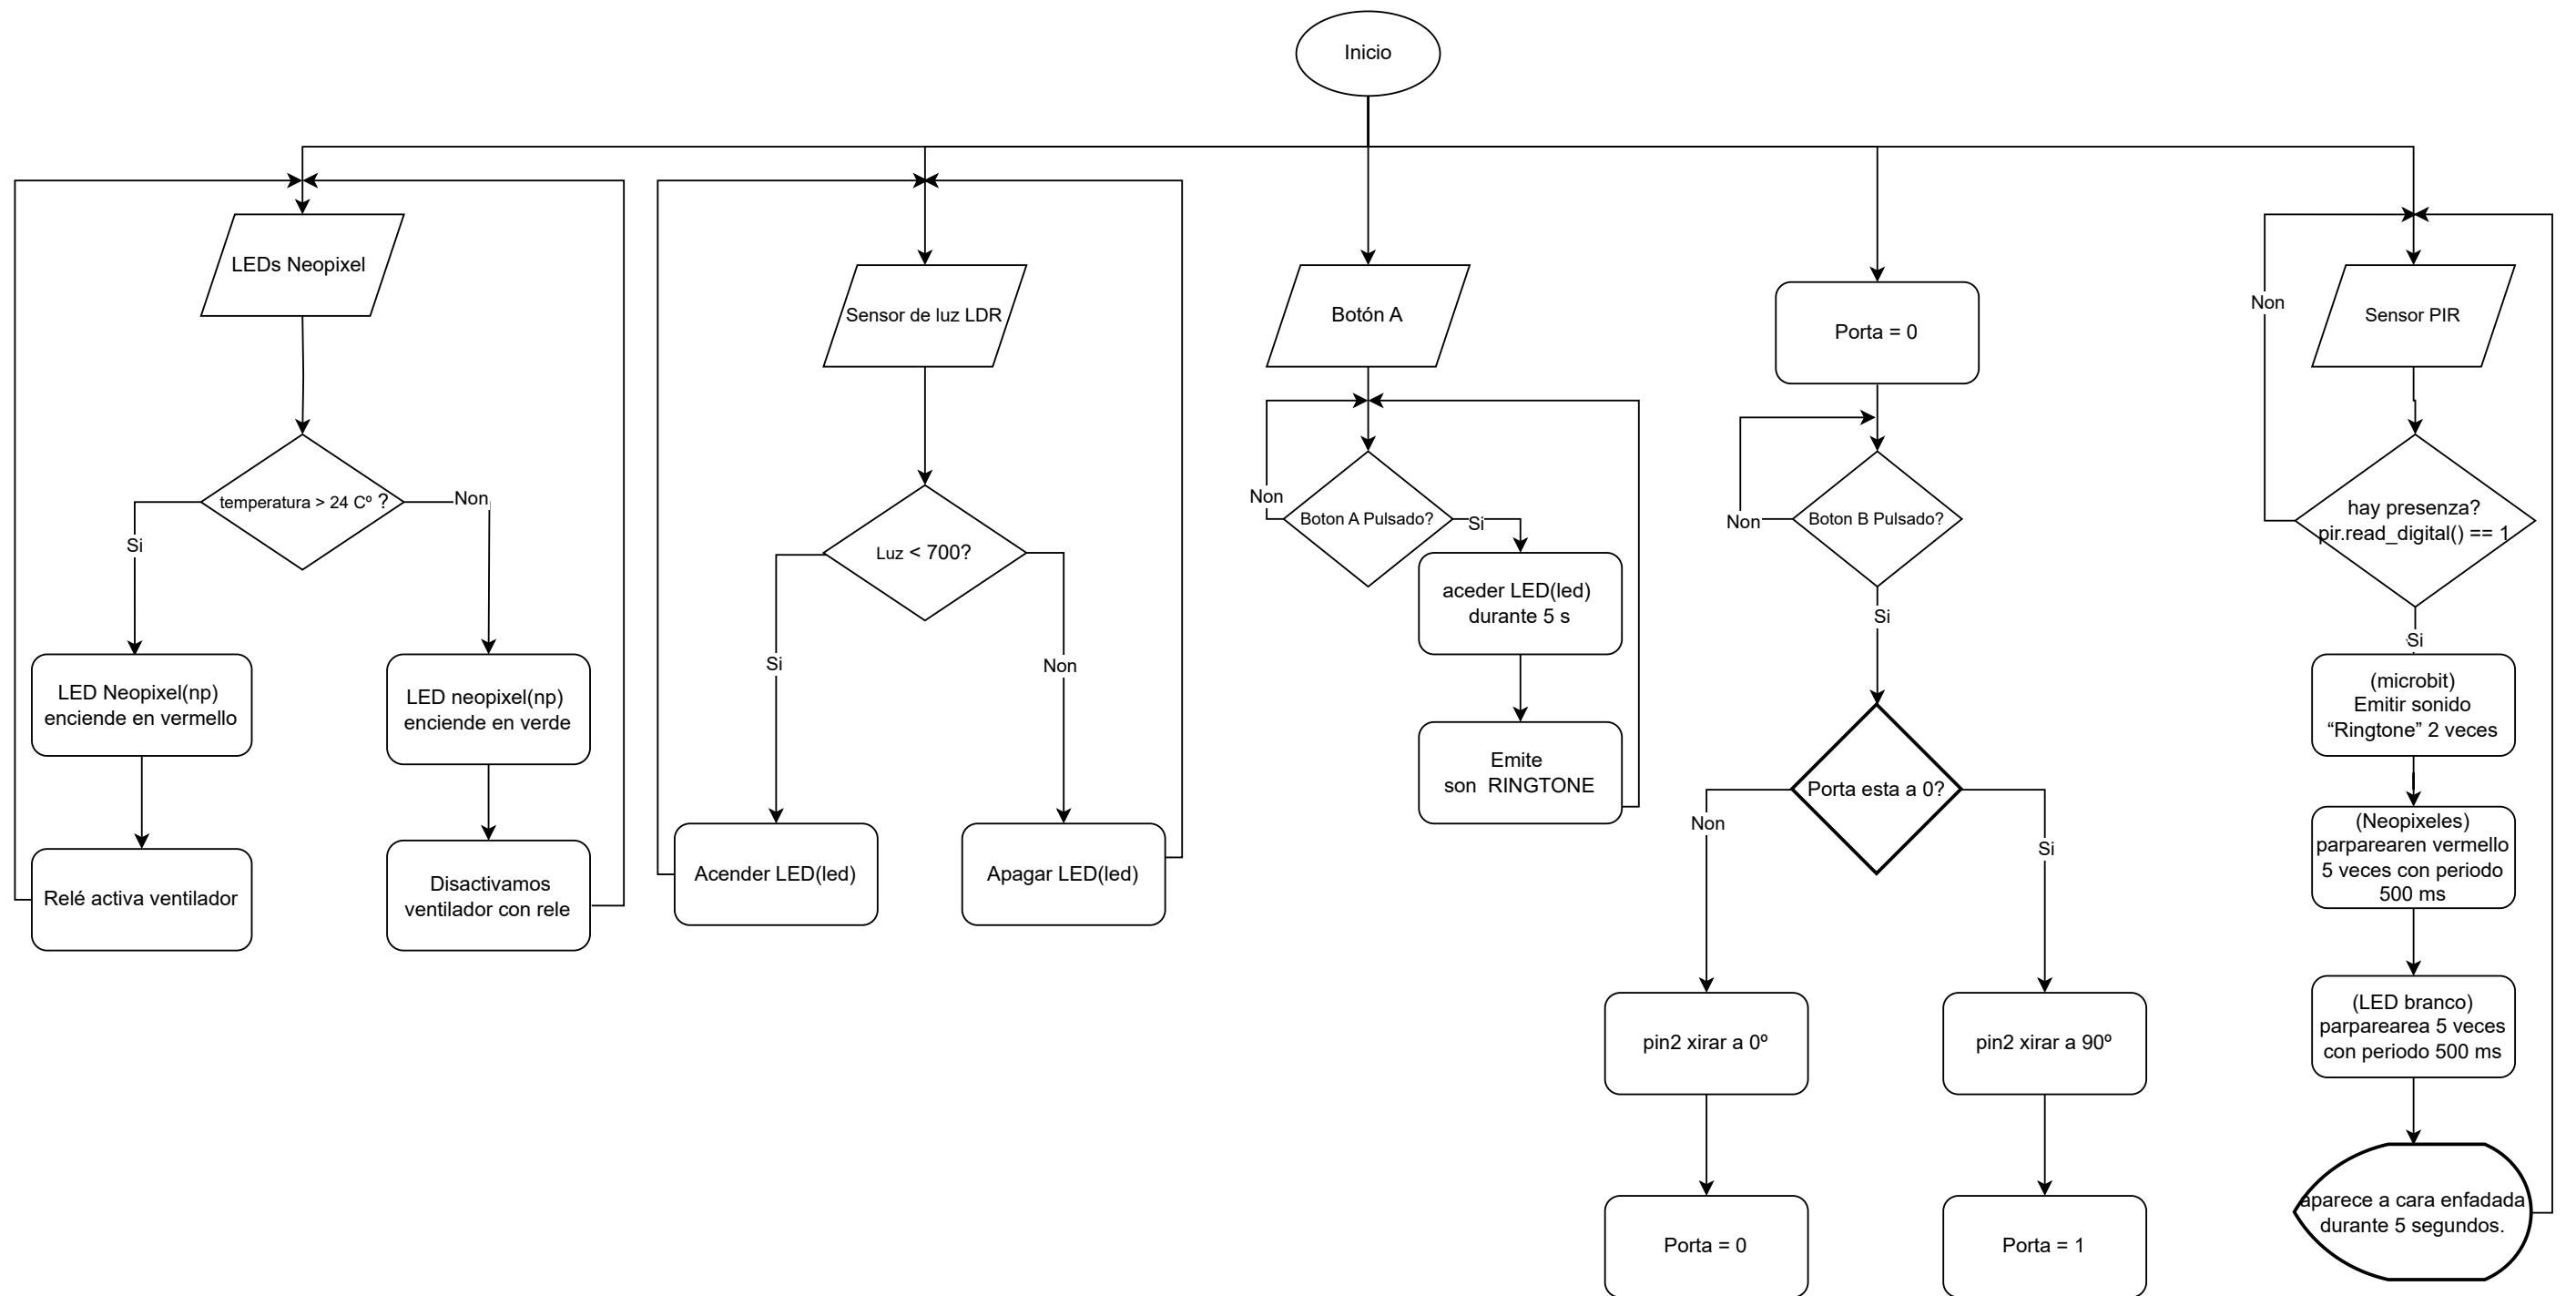 Inicio
LEDs Neopixel
temperatura > 24 Cº ?
Si
Non
LED Neopixel(np)
enciende en vermello
Relé activa ventilador
LED neopixel(np)
enciende en verde
Disactivamos
ventilador con rele
Sensor de luz LDR
Luz < 700?
Si
Non
Acender LED(led)
Apagar LED(led)
Botón A
Boton A Pulsado?
Non
Si
aceder LED(led)
durante 5 s
Emite
son RINGTONE
Porta = 0
Boton B Pulsado?
Non
Si
Porta esta a 0?
Non
Si
pin2 xirar a 0º
Porta = 0
pin2 xirar a 90º
Porta = 1
Sensor PIR
Non
hay presenza?
pir.read_digital() == 1
Si
(microbit)
Emitir sonido
“Ringtone” 2 veces
(Neopixeles)
parparearen vermello
5 veces con periodo
500 ms
(LED branco)
parparearea 5 veces
con periodo 500 ms
aparece a cara enfadada
durante 5 segundos.